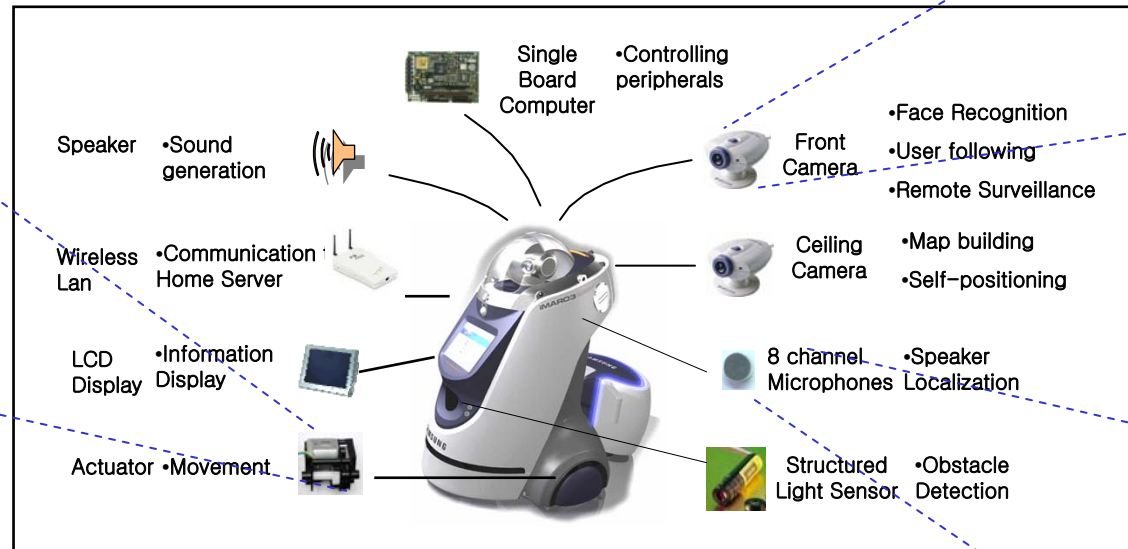 Single
Board
Computer
•Controlling
peripherals
Speaker
•Sound
generation
Front
Camera
•Face Recognition
•User following
•Remote Surveillance
Wireless
Lan
•Communication
Home Server
Ceiling
Camera
•Map building
•Self-positioning
iMARO3
LCD
Display
•Information
Display
8 channel
Microphones
•Speaker
Localization
SAMSUNG
SAMSUNG
Actuator
•Movement
Structured
Light Sensor
•Obstacle
Detection